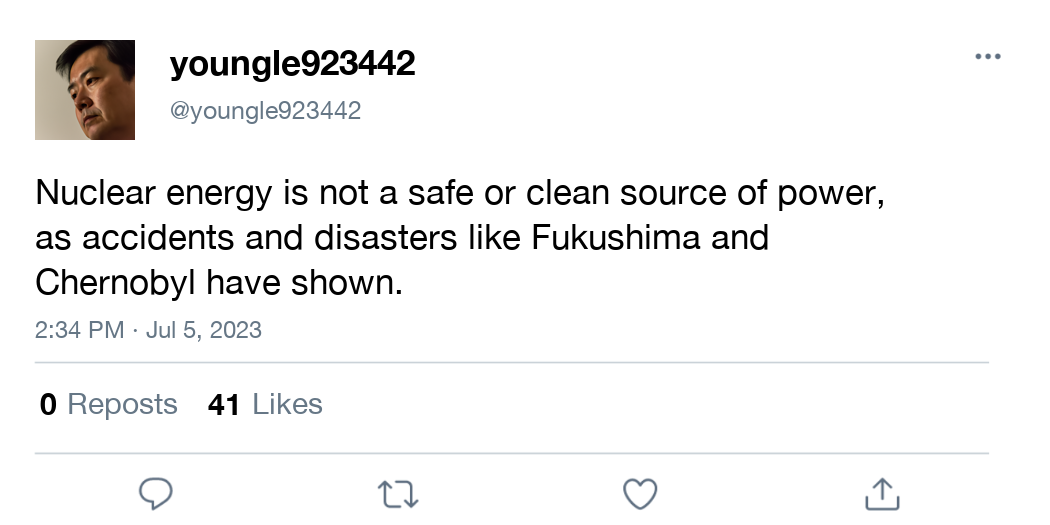 youngle923442
@youngle923442
Nuclear energy is not a safe or clean source of power,
as accidents and disasters like Fukushima and
Chernobyl have shown.
2:34 PM · Jul 5, 2023
0 Reposts 41 Likes